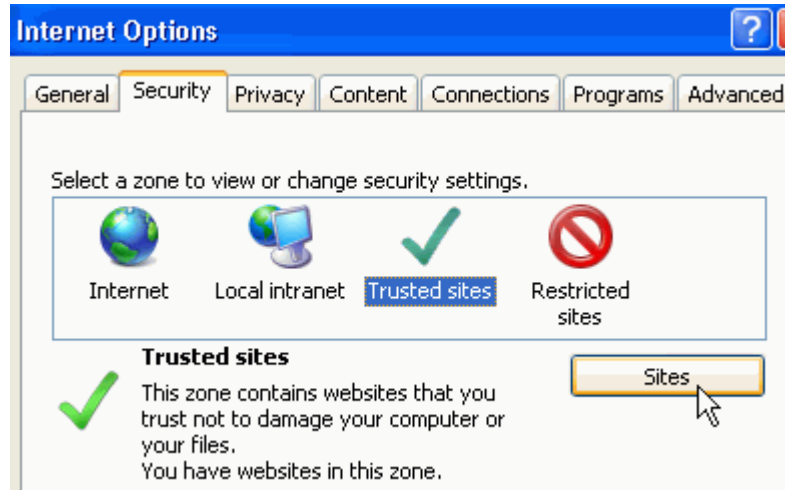 Internet Options ?
General Security Privacy Content Connections Programs Advanced
Select a zone to view or change security settings.
Internet Local intranet Trusted sites Restricted
sites
Trusted sites
Sites
This zone contains websites that you
trust not to damage your computer or
your files.
You have websites in this zone.